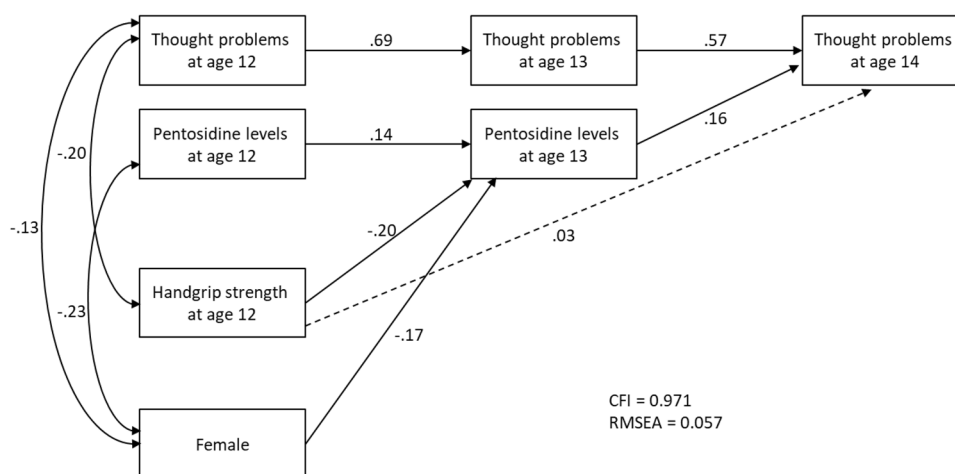 Thought problems
at age 12
.69
Thought problems
at age 13
.57
Thought problems
at age 14
Pentosidine levels
at age 12
.14
Pentosidine levels
at age 13
.16
-.20
-.13
-.20
.03
Handgrip strength
at age 12
-.23
-.17
Female
CFI = 0.971
RMSEA = 0.057